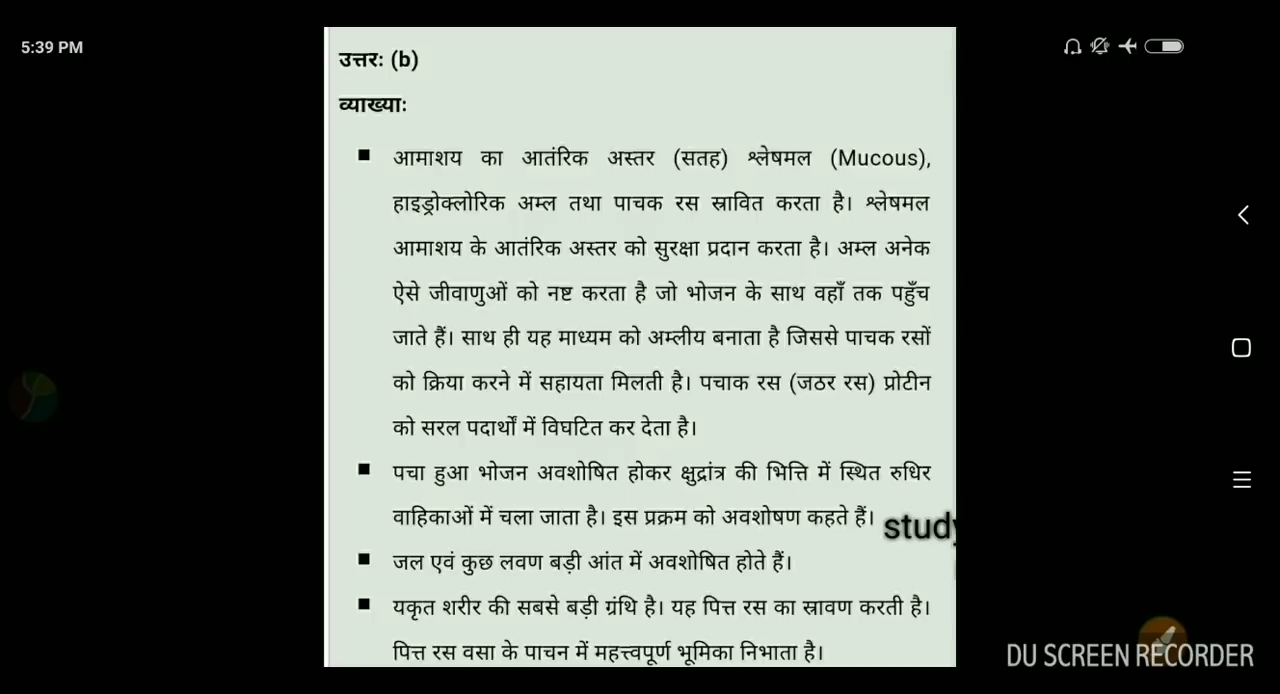 5:39 PM
उत्तरः (b)
व्याख्याः
■ आमाशय का आतंरिक अस्तर (सतह) श्लेषमल (Mucous),
हाइड्रोक्लोरिक अम्ल तथा पाचक रस स्रावित करता है। श्लेषमल
आमाशय के आतंरिक अस्तर को सुरक्षा प्रदान करता है। अम्ल अनेक
ऐसे जीवाणुओं को नष्ट करता है जो भोजन के साथ वहाँ तक पहुँच
जाते हैं। साथ ही यह माध्यम को अम्लीय बनाता है जिससे पाचक रसों
को क्रिया करने में सहायता मिलती है। पचाक रस (जठर रस) प्रोटीन
को सरल पदार्थों में विघटित कर देता है।
■ पचा हुआ भोजन अवशोषित होकर क्षुद्रांत्र की भित्ति में स्थित रुधिर
वाहिकाओं में चला जाता है। इस प्रक्रम को अवशोषण कहते हैं।
study
■ जल एवं कुछ लवण बड़ी आंत में अवशोषित होते हैं।
■ यकृत शरीर की सबसे बड़ी ग्रंथि है। यह पित्त रस का स्रावण करती है।
पित्त रस वसा के पाचन में महत्त्वपूर्ण भूमिका निभाता है।
DU SCREEN RECORDER